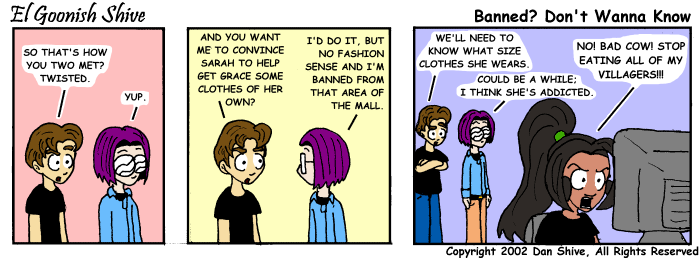 El Goonish Shive
Banned? Don't Wanna Know
SO THAT'S HOW
YOU TWO MET?
TWISTED.
YUP.
AND YOU WANT
ME TO CONVINCE
SARAH TO HELP
GET GRACE SOME
CLOTHES OF HER
OWN?
I'D DO IT, BUT
NO FASHION
SENSE AND I'M
BANNED FROM
THAT AREA OF
THE MALL.
WE'LL NEED TO
KNOW WHAT SIZE
CLOTHES SHE WEARS.
COULD BE A WHILE;
I THINK SHE'S ADDICTED.
NO! BAD COW! STOP
EATING ALL OF MY
VILLAGERS!!!
Copyright 2002 Dan Shive, All Rights Reserved